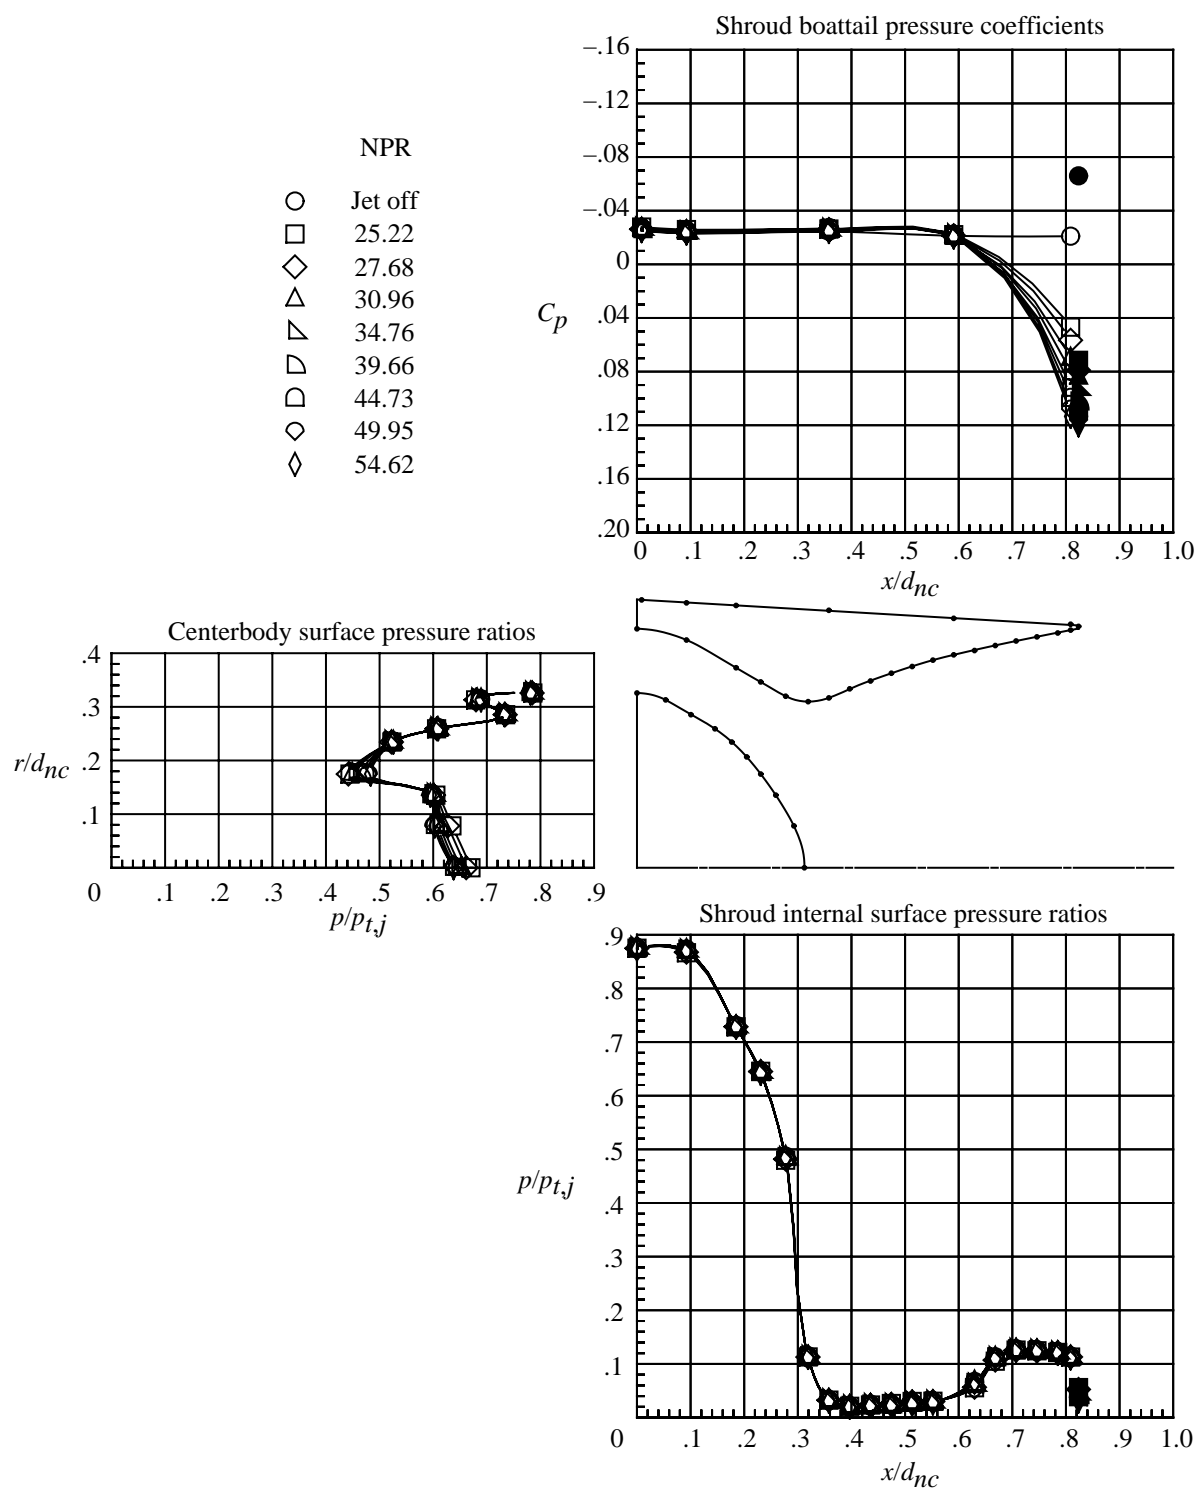 Shroud boattail pressure coefficients
–.16
–.12
–.08
–.04
0
.04
.08
.12
.16
.20
C_p
0 .1 .2 .3 .4 .5 .6 .7 .8 .9 1.0
x/d_nc
NPR
Jet off
25.22
27.68
30.96
34.76
39.66
44.73
49.95
54.62
Centerbody surface pressure ratios
.4
.3
.2
.1
0 .1 .2 .3 .4 .5 .6 .7 .8 .9
r/d_nc
p/p_t,j
Shroud internal surface pressure ratios
.9
.8
.7
.6
.5
.4
.3
.2
.1
0 .1 .2 .3 .4 .5 .6 .7 .8 .9 1.0
p/p_t,j
x/d_nc